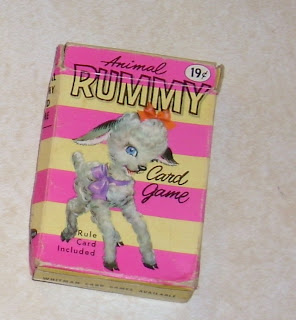 Animal
19¢
RUMMY
Card
Game
Rule
Card
Included